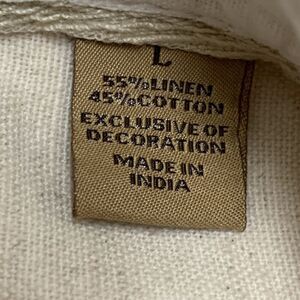 L
55%LINEN
45%COTTON
EXCLUSIVE OF
DECORATION
MADE IN
INDIA